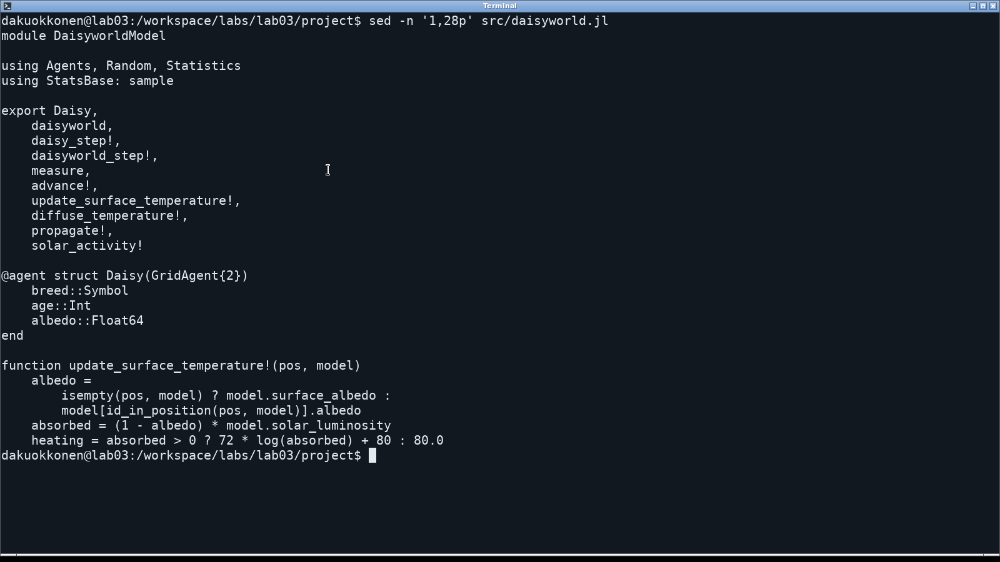 Terminal
dakuokkonen@lab03:/workspace/labs/lab03/project$ sed -n '1,28p' src/daisyworld.jl
module DaisyworldModel

using Agents, Random, Statistics
using StatsBase: sample

export Daisy,
    daisyworld,
    daisy_step!,
    daisyworld_step!,
    measure,
    advance!,
    update_surface_temperature!,
    diffuse_temperature!,
    propagate!,
    solar_activity!

@agent struct Daisy(GridAgent{2})
    breed::Symbol
    age::Int
    albedo::Float64
end

function update_surface_temperature!(pos, model)
    albedo =
        isempty(pos, model) ? model.surface_albedo :
        model[id_in_position(pos, model)].albedo
    absorbed = (1 - albedo) * model.solar_luminosity
    heating = absorbed > 0 ? 72 * log(absorbed) + 80 : 80.0
dakuokkonen@lab03:/workspace/labs/lab03/project$